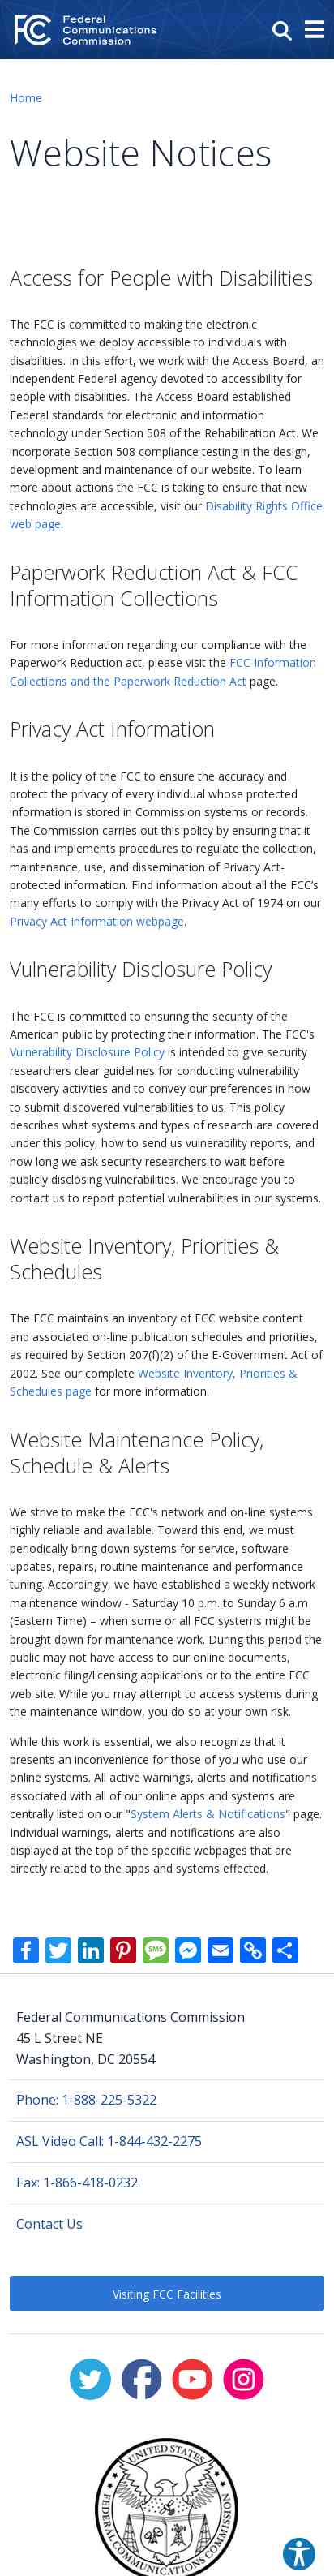 Federal
Communications
Commission
Home
Website Notices
Access for People with Disabilities
The FCC is committed to making the electronic
technologies we deploy accessible to individuals with
disabilities. In this effort, we work with the Access Board, an
independent Federal agency devoted to accessibility for
people with disabilities. The Access Board established
Federal standards for electronic and information
technology under Section 508 of the Rehabilitation Act. We
incorporate Section 508 compliance testing in the design,
development and maintenance of our website. To learn
more about actions the FCC is taking to ensure that new
technologies are accessible, visit our Disability Rights Office
web page.
Paperwork Reduction Act & FCC
Information Collections
For more information regarding our compliance with the
Paperwork Reduction act, please visit the FCC Information
Collections and the Paperwork Reduction Act page.
Privacy Act Information
It is the policy of the FCC to ensure the accuracy and
protect the privacy of every individual whose protected
information is stored in Commission systems or records.
The Commission carries out this policy by ensuring that it
has and implements procedures to regulate the collection,
maintenance, use, and dissemination of Privacy Act-
protected information. Find information about all the FCC’s
many efforts to comply with the Privacy Act of 1974 on our
Privacy Act Information webpage.
Vulnerability Disclosure Policy
The FCC is committed to ensuring the security of the
American public by protecting their information. The FCC's
Vulnerability Disclosure Policy is intended to give security
researchers clear guidelines for conducting vulnerability
discovery activities and to convey our preferences in how
to submit discovered vulnerabilities to us. This policy
describes what systems and types of research are covered
under this policy, how to send us vulnerability reports, and
how long we ask security researchers to wait before
publicly disclosing vulnerabilities. We encourage you to
contact us to report potential vulnerabilities in our systems.
Website Inventory, Priorities &
Schedules
The FCC maintains an inventory of FCC website content
and associated on-line publication schedules and priorities,
as required by Section 207(f)(2) of the E-Government Act of
2002. See our complete Website Inventory, Priorities &
Schedules page for more information.
Website Maintenance Policy,
Schedule & Alerts
We strive to make the FCC's network and on-line systems
highly reliable and available. Toward this end, we must
periodically bring down systems for service, software
updates, repairs, routine maintenance and performance
tuning. Accordingly, we have established a weekly network
maintenance window - Saturday 10 p.m. to Sunday 6 a.m
(Eastern Time) – when some or all FCC systems might be
brought down for maintenance work. During this period the
public may not have access to our online documents,
electronic filing/licensing applications or to the entire FCC
web site. While you may attempt to access systems during
the maintenance window, you do so at your own risk.
While this work is essential, we also recognize that it
presents an inconvenience for those of you who use our
online systems. All active warnings, alerts and notifications
associated with all of our online apps and systems are
centrally listed on our "System Alerts & Notifications" page.
Individual warnings, alerts and notifications are also
displayed at the top of the specific webpages that are
directly related to the apps and systems effected.
SMS
Federal Communications Commission
45 L Street NE
Washington, DC 20554
Phone: 1-888-225-5322
ASL Video Call: 1-844-432-2275
Fax: 1-866-418-0232
Contact Us
Visiting FCC Facilities
UNITED STATES
FEDERAL COMMUNICATIONS COMMISSION